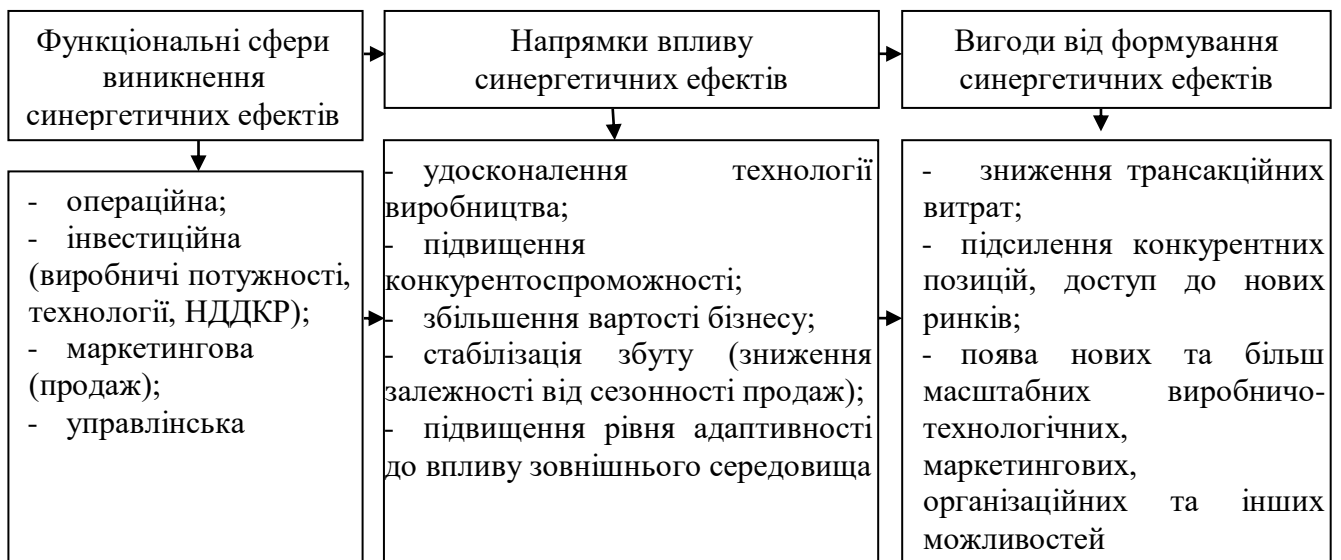 Функціональні сфери
виникнення
синергетичних ефектів
Напрямки впливу
синергетичних ефектів
Вигоди від формування
синергетичних ефектів
- операційна;
- інвестиційна
(виробничі потужності,
технології, НДДКР);
- маркетингова
(продаж);
- управлінська
- удосконалення технології
виробництва;
- підвищення
конкурентоспроможності;
- збільшення вартості бізнесу;
- стабілізація збуту (зниження
залежності від сезонності продаж);
- підвищення рівня адаптивності
до впливу зовнішнього середовища
- зниження трансакційних
витрат;
- підсилення конкурентних
позицій, доступ до нових
ринків;
- поява нових та більш
масштабних виробничо-
технологічних,
маркетингових,
організаційних та інших
можливостей